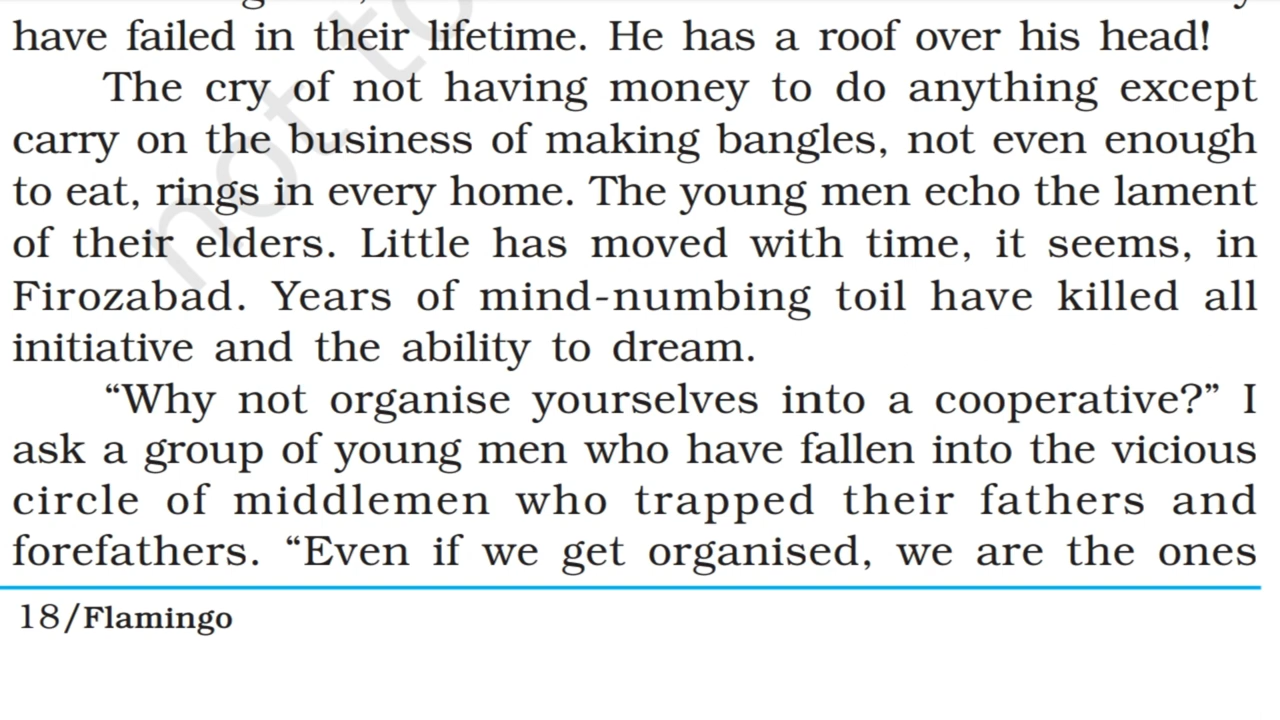 have failed in their lifetime. He has a roof over his head!
The cry of not having money to do anything except
carry on the business of making bangles, not even enough
to eat, rings in every home. The young men echo the lament
of their elders. Little has moved with time, it seems, in
Firozabad. Years of mind-numbing toil have killed all
initiative and the ability to dream.
“Why not organise yourselves into a cooperative?” I
ask a group of young men who have fallen into the vicious
circle of middlemen who trapped their fathers and
forefathers. “Even if we get organised, we are the ones
18/Flamingo
not to